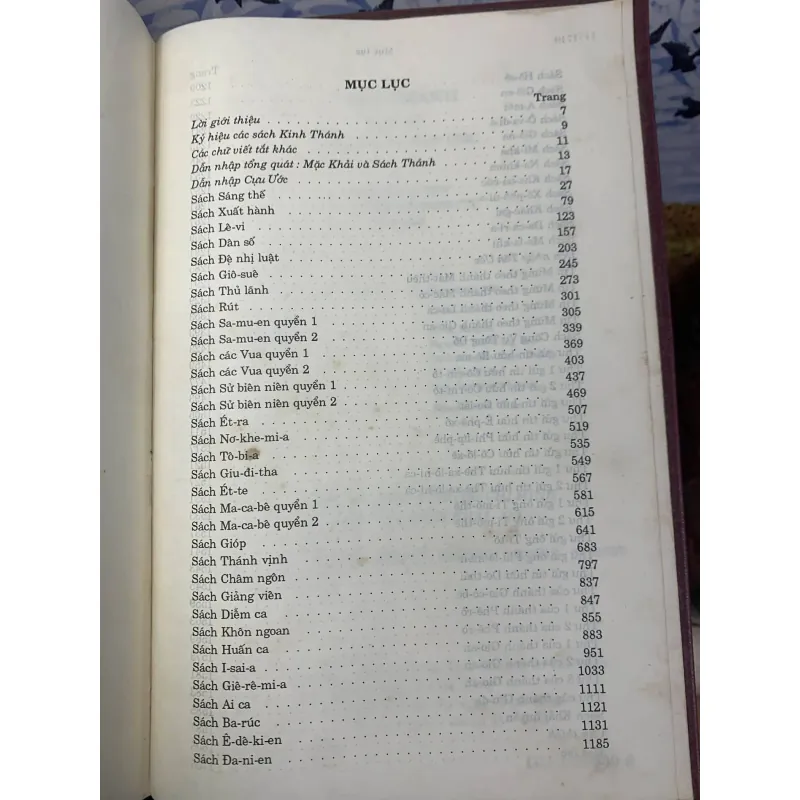 MỤC LỤC
Trang
Lời giới thiệu . . . . . . . . . . 7
Ký hiệu các sách Kinh Thánh . . . . . . . . . . 9
Các chữ viết tắt khác . . . . . . . . . . 11
Dẫn nhập tổng quát : Mặc Khải và Sách Thánh . . . . . . . . . . 13
Dẫn nhập Cựu Ước . . . . . . . . . . 17
Sách Sáng thế . . . . . . . . . . 27
Sách Xuất hành . . . . . . . . . . 79
Sách Lê-vi . . . . . . . . . . 123
Sách Dân số . . . . . . . . . . 157
Sách Đệ nhị luật . . . . . . . . . . 203
Sách Giô-suê . . . . . . . . . . 245
Sách Thủ lãnh . . . . . . . . . . 273
Sách Rút . . . . . . . . . . 301
Sách Sa-mu-en quyển 1 . . . . . . . . . . 305
Sách Sa-mu-en quyển 2 . . . . . . . . . . 339
Sách các Vua quyển 1 . . . . . . . . . . 369
Sách các Vua quyển 2 . . . . . . . . . . 403
Sách Sử biên niên quyển 1 . . . . . . . . . . 437
Sách Sử biên niên quyển 2 . . . . . . . . . . 469
Sách Ét-ra . . . . . . . . . . 507
Sách Nơ-khe-mi-a . . . . . . . . . . 519
Sách Tô-bi-a . . . . . . . . . . 535
Sách Giu-đi-tha . . . . . . . . . . 549
Sách Ét-te . . . . . . . . . . 567
Sách Ma-ca-bê quyển 1 . . . . . . . . . . 581
Sách Ma-ca-bê quyển 2 . . . . . . . . . . 615
Sách Gióp . . . . . . . . . . 641
Sách Thánh vịnh . . . . . . . . . . 683
Sách Châm ngôn . . . . . . . . . . 797
Sách Giảng viên . . . . . . . . . . 837
Sách Diễm ca . . . . . . . . . . 847
Sách Khôn ngoan . . . . . . . . . . 855
Sách Huấn ca . . . . . . . . . . 883
Sách I-sai-a . . . . . . . . . . 951
Sách Giê-rê-mi-a . . . . . . . . . . 1033
Sách Ai ca . . . . . . . . . . 1111
Sách Ba-rúc . . . . . . . . . . 1121
Sách Ê-dê-ki-en . . . . . . . . . . 1131
Sách Đa-ni-en . . . . . . . . . . 1185